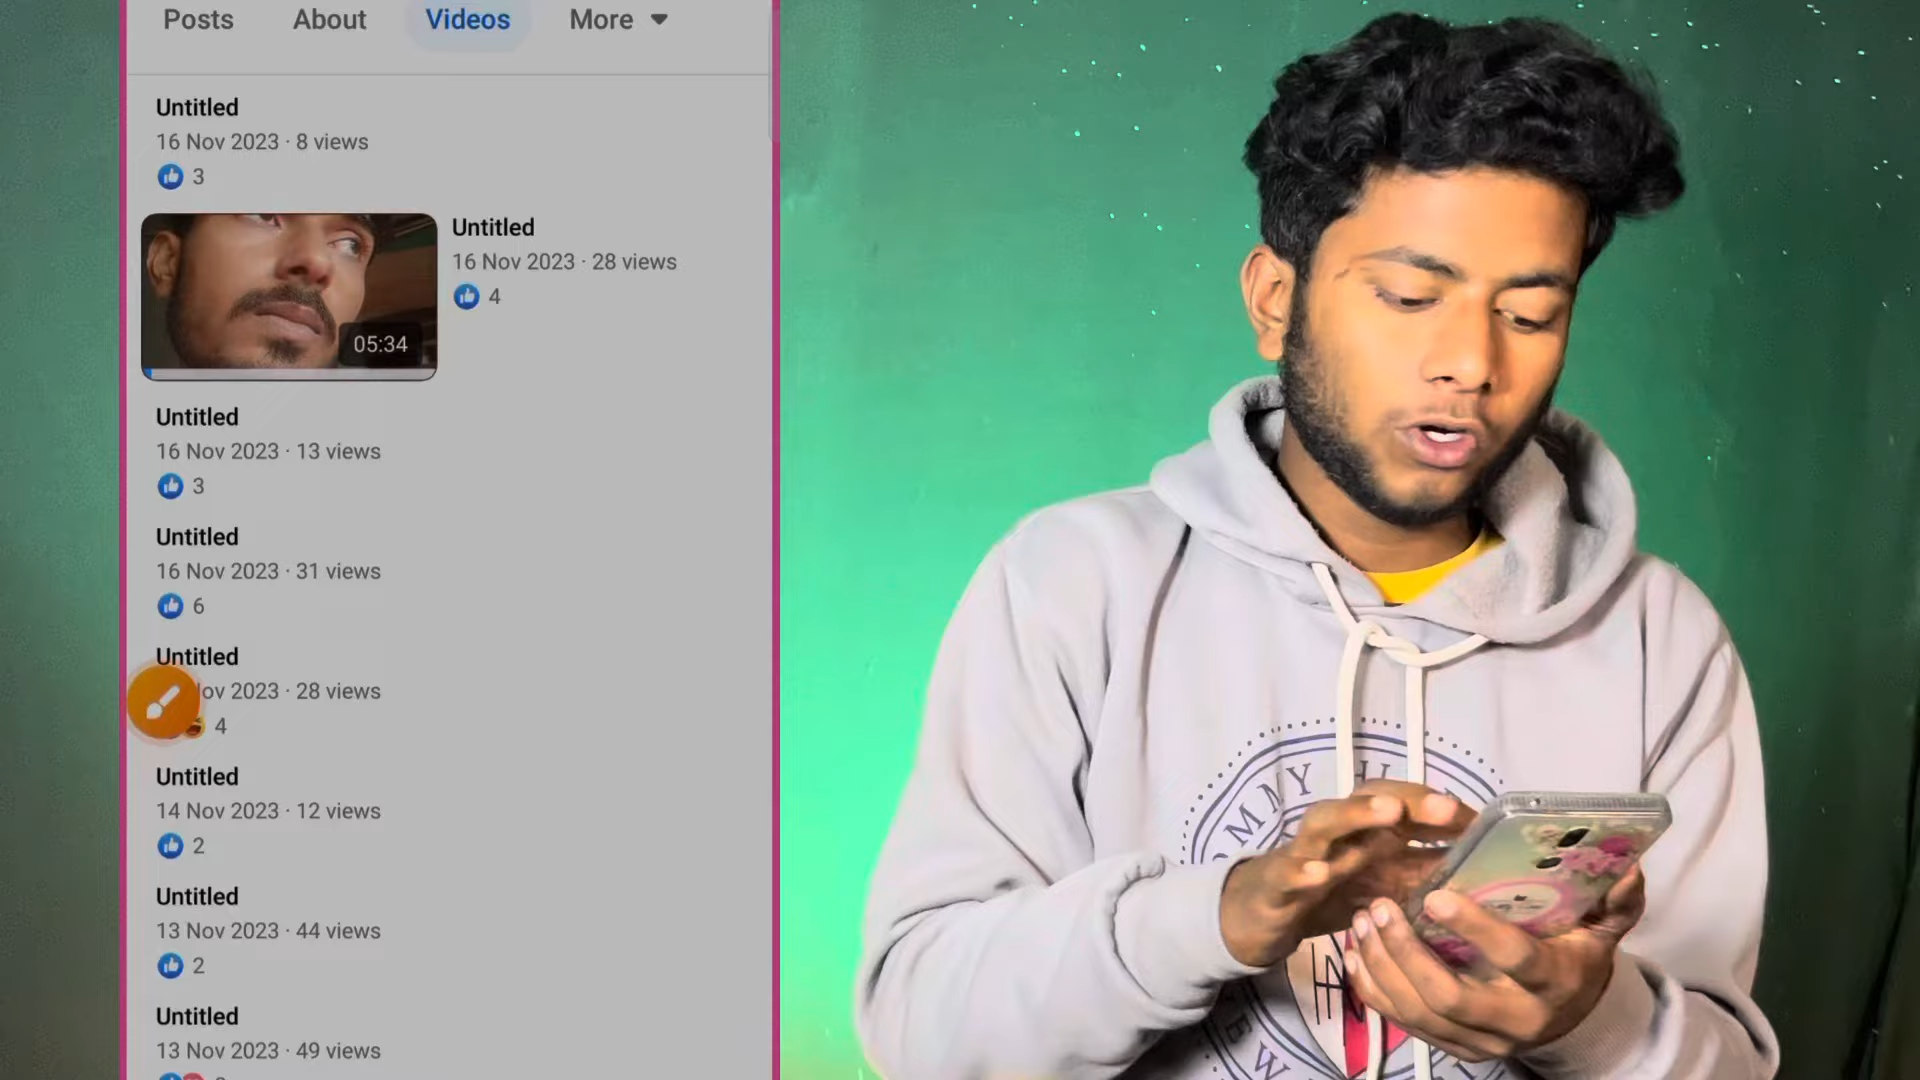 Posts About Videos More
Untitled
16 Nov 2023 · 8 views
3
05:34
Untitled
16 Nov 2023 · 28 views
4
Untitled
16 Nov 2023 · 13 views
3
Untitled
16 Nov 2023 · 31 views
6
Untitled
ov 2023 · 28 views
4
Untitled
14 Nov 2023 · 12 views
2
Untitled
13 Nov 2023 · 44 views
2
Untitled
13 Nov 2023 · 49 views
OMMY HI